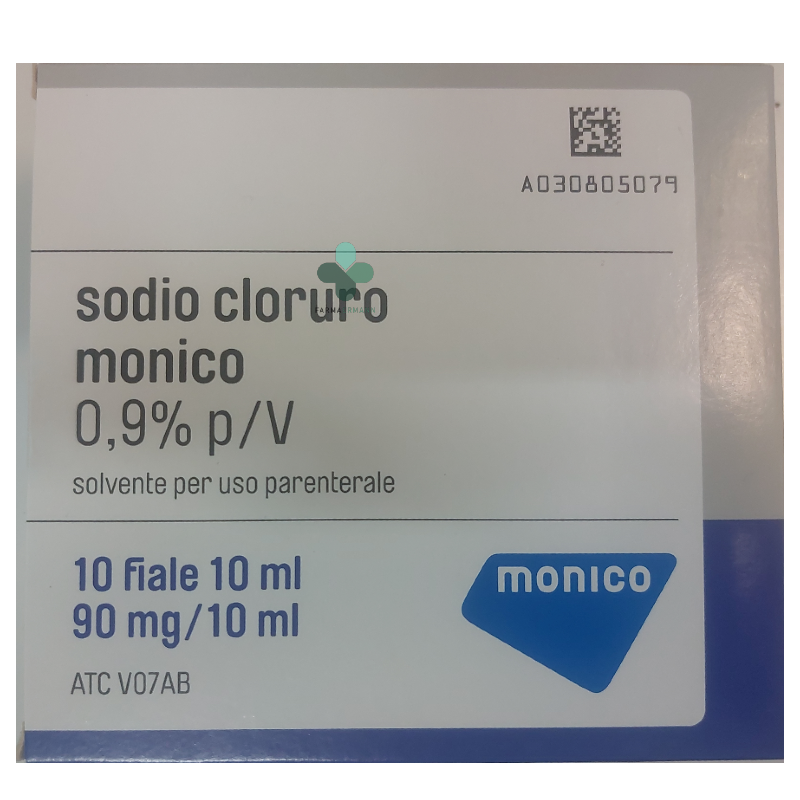 A030805079
sodio cloruro
monico
0,9% p/V
solvente per uso parenterale
10 fiale 10 ml
90 mg/10 ml
monico
ATC V07AB